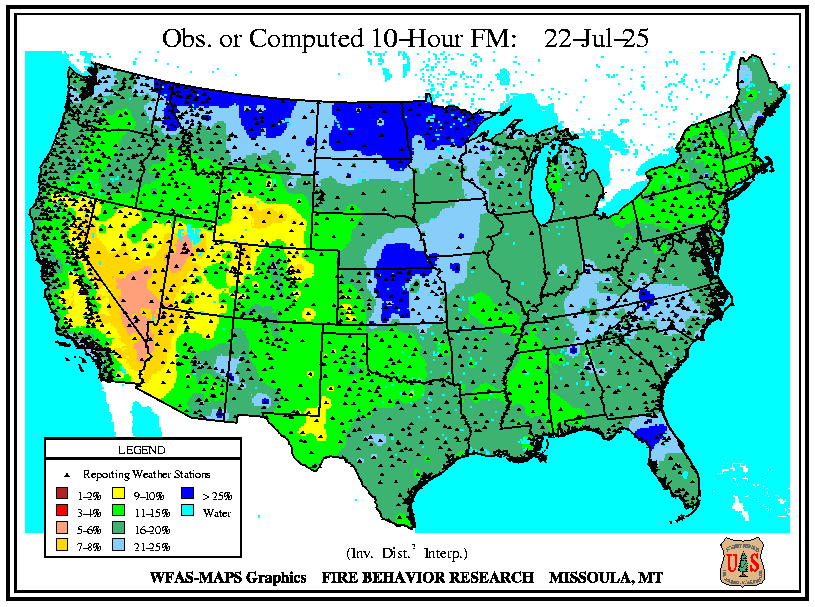 Obs. or Computed 10-Hour FM: 22-Jul-25
LEGEND
Reporting Weather Stations
1-2% 9-10% > 25%
3-4% 11-15% Water
5-6% 16-20%
7-8% 21-25%
(Inv. Dist.² Interp.)
WFAS-MAPS Graphics FIRE BEHAVIOR RESEARCH MISSOULA, MT
U S